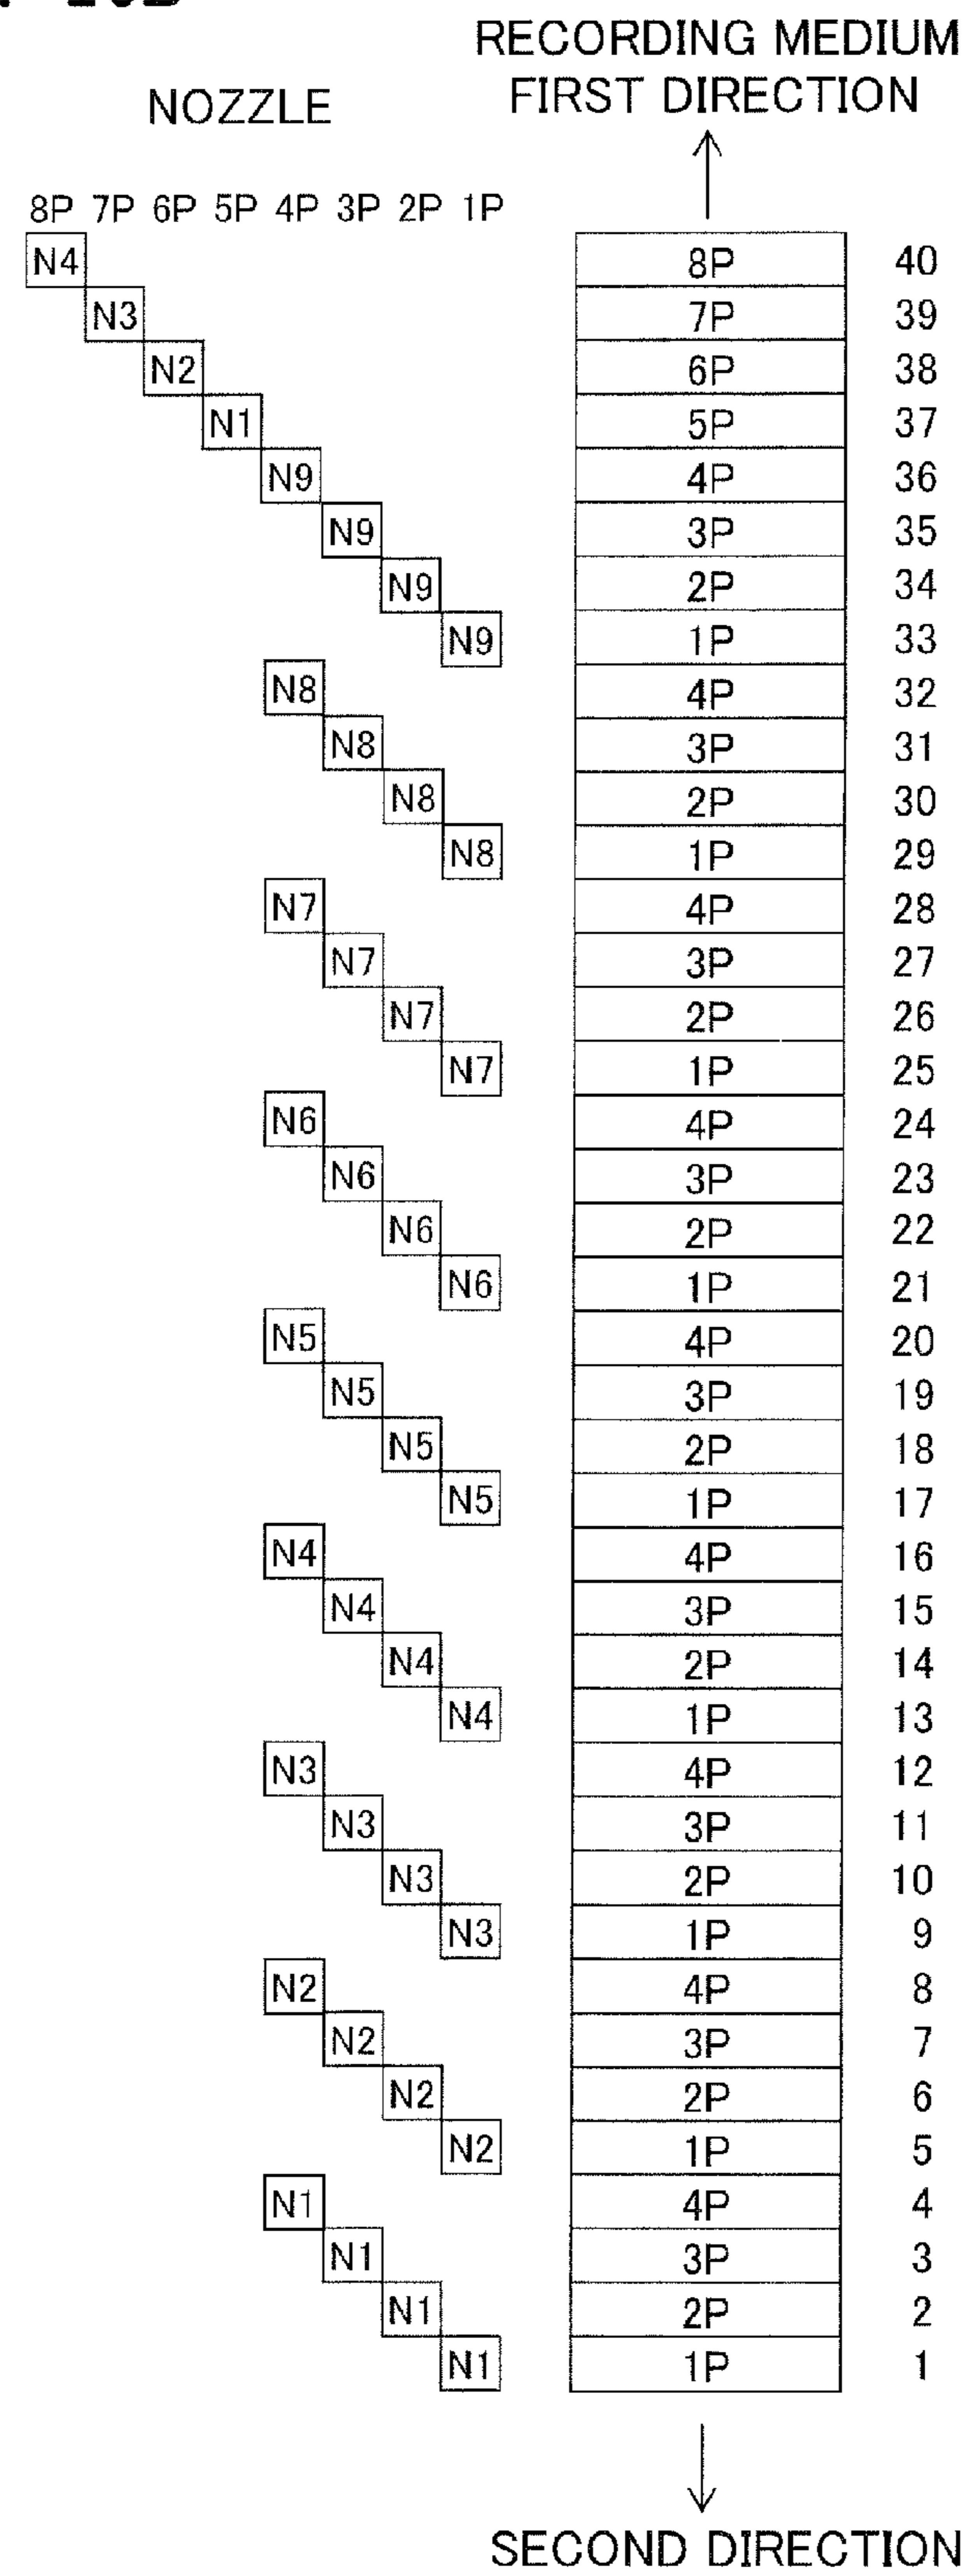 RECORDING MEDIUM
NOZZLE FIRST DIRECTION
8P 7P 6P 5P 4P 3P 2P 1P
N4 8P 40
N3 7P 39
N2 6P 38
N1 5P 37
N9 4P 36
N9 3P 35
N9 2P 34
N9 1P 33
N8 4P 32
N8 3P 31
N8 2P 30
N8 1P 29
N7 4P 28
N7 3P 27
N7 2P 26
N7 1P 25
N6 4P 24
N6 3P 23
N6 2P 22
N6 1P 21
N5 4P 20
N5 3P 19
N5 2P 18
N5 1P 17
N4 4P 16
N4 3P 15
N4 2P 14
N4 1P 13
N3 4P 12
N3 3P 11
N3 2P 10
N3 1P 9
N2 4P 8
N2 3P 7
N2 2P 6
N2 1P 5
N1 4P 4
N1 3P 3
N1 2P 2
N1 1P 1
SECOND DIRECTION